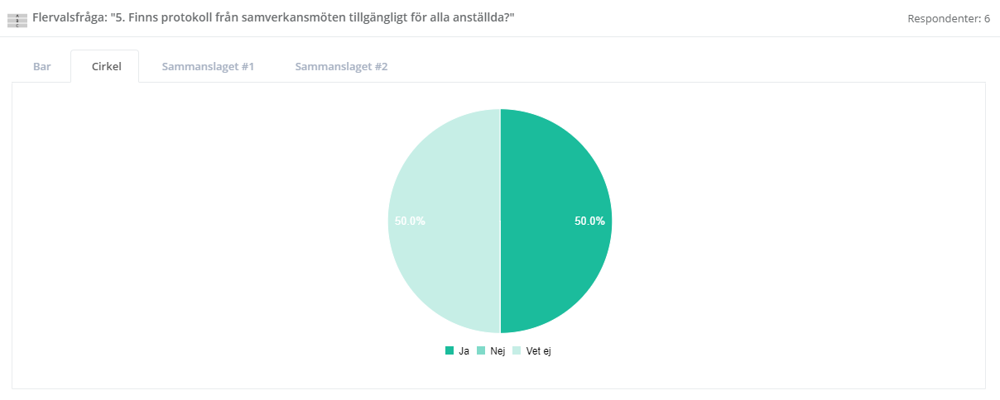 Flervalsfråga: "5. Finns protokoll från samverkansmöten tillgängligt för alla anställda?"
Respondenter: 6
Bar
Cirkel
Sammanslaget #1
Sammanslaget #2
50.0%
50.0%
Ja
Nej
Vet ej